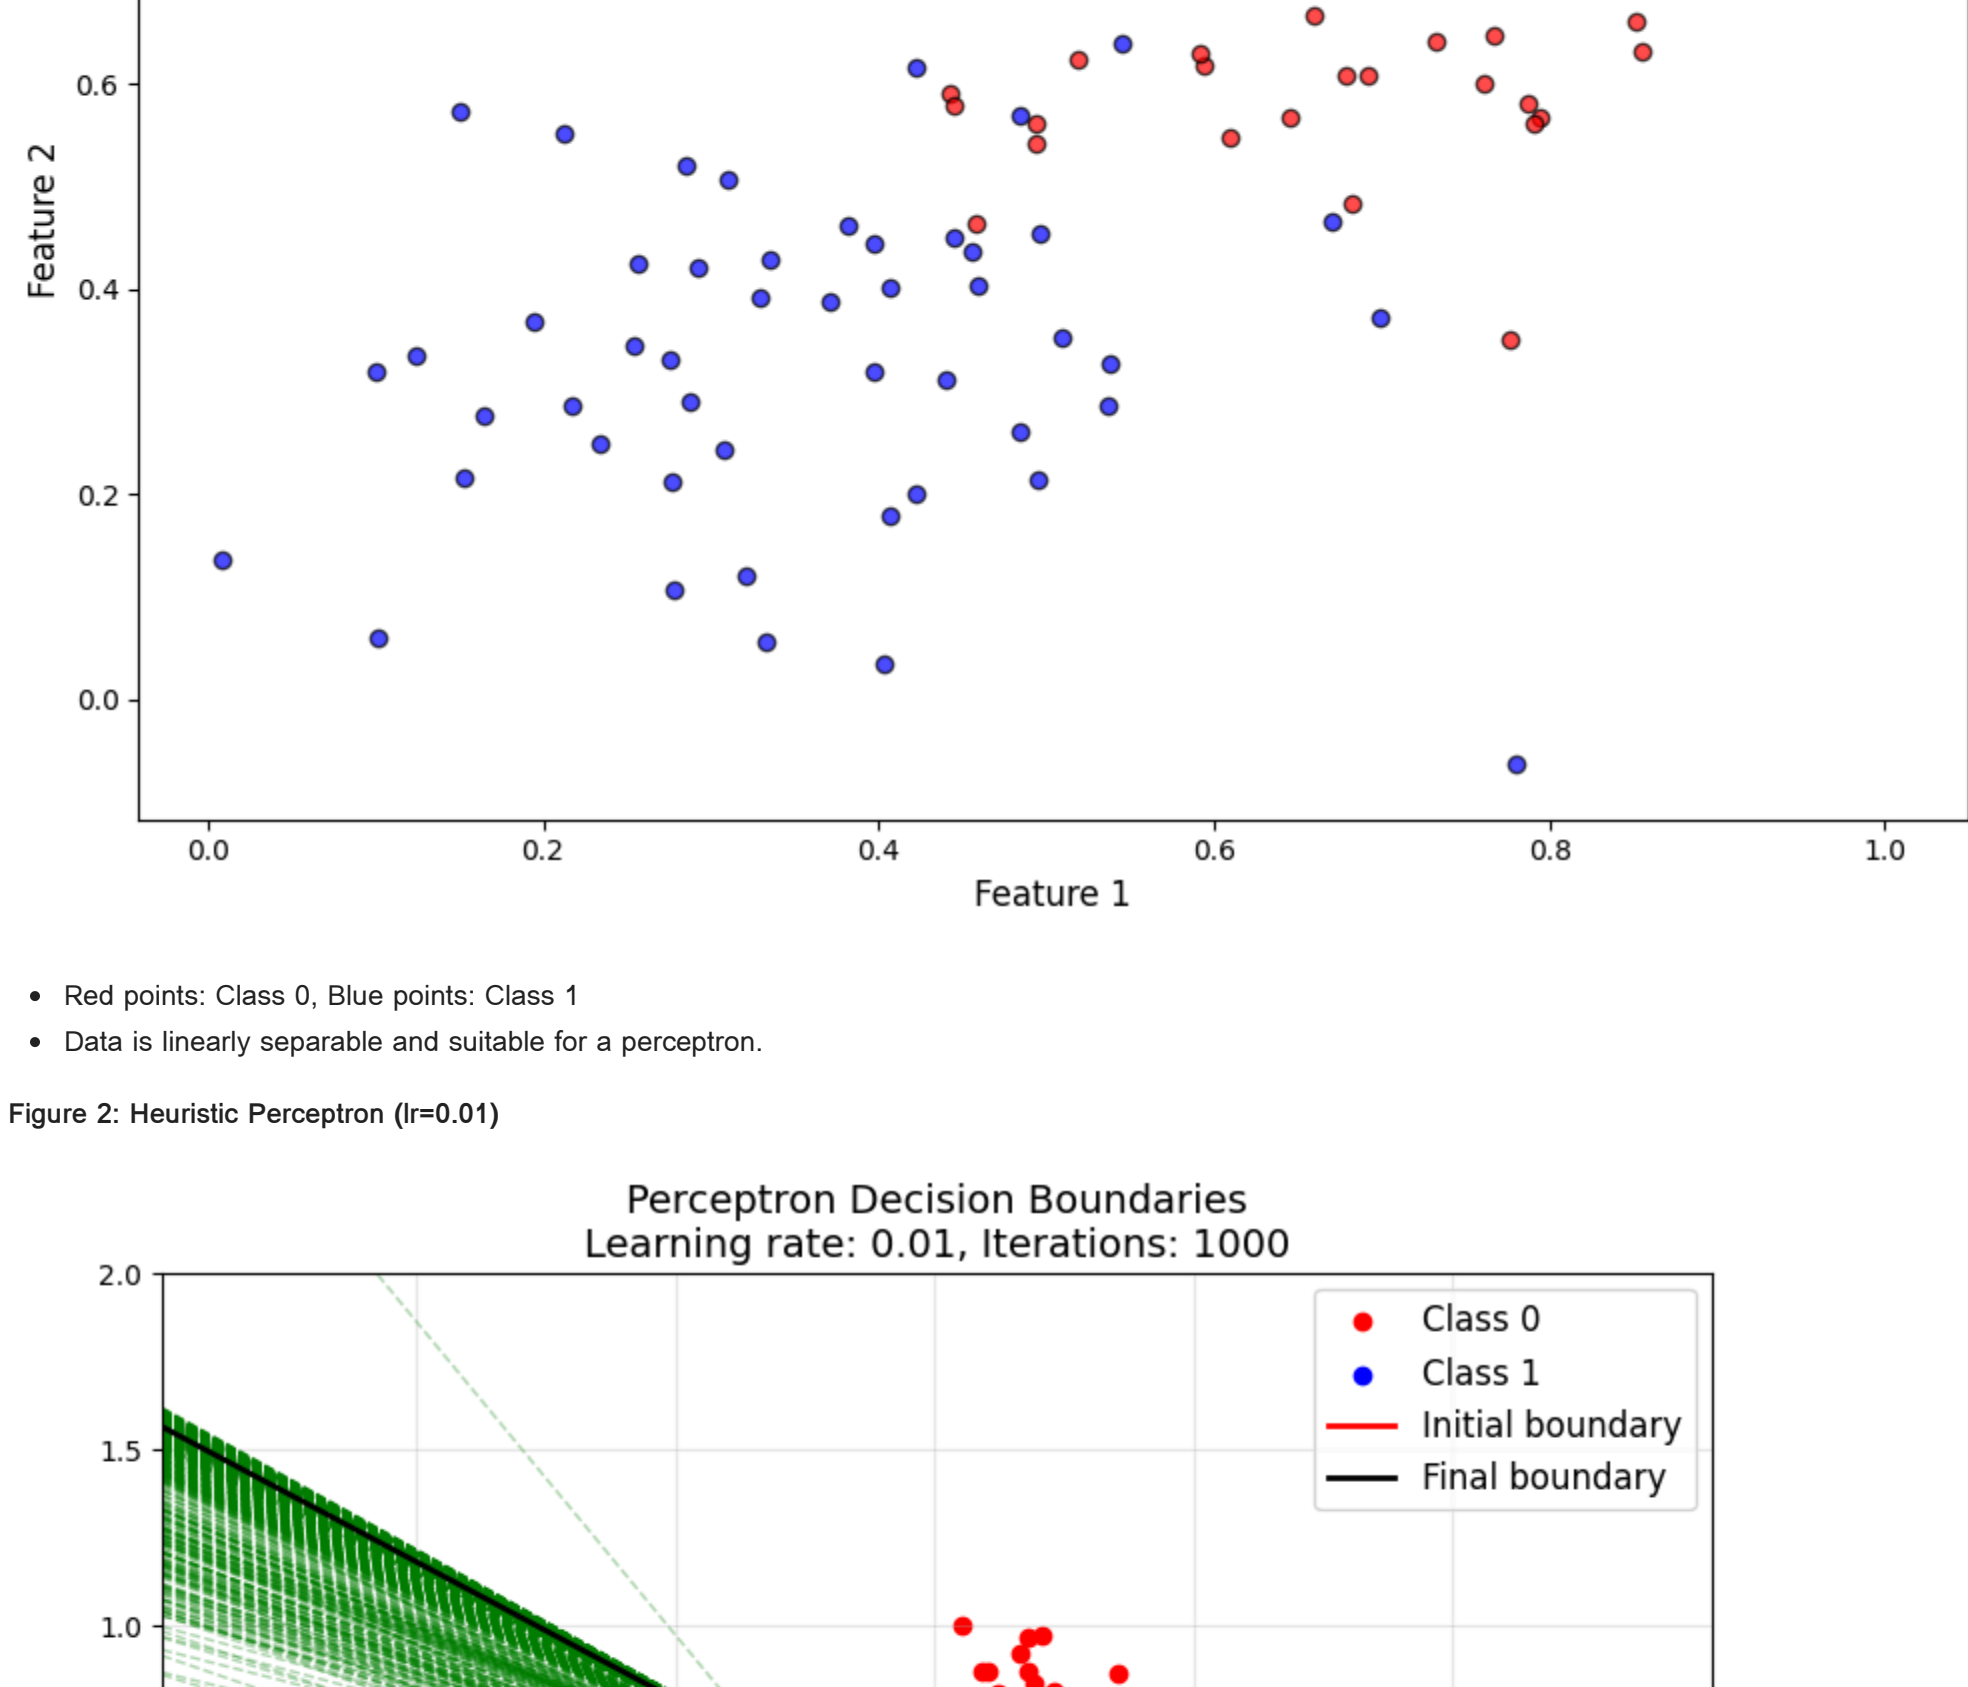 0.6
0.4
0.2
0.0
Feature 2
0.0 0.2 0.4 0.6 0.8 1.0
Feature 1
Red points: Class 0, Blue points: Class 1
Data is linearly separable and suitable for a perceptron.
Figure 2: Heuristic Perceptron (lr=0.01)
Perceptron Decision Boundaries
Learning rate: 0.01, Iterations: 1000
2.0
1.5
1.0
Class 0
Class 1
Initial boundary
Final boundary